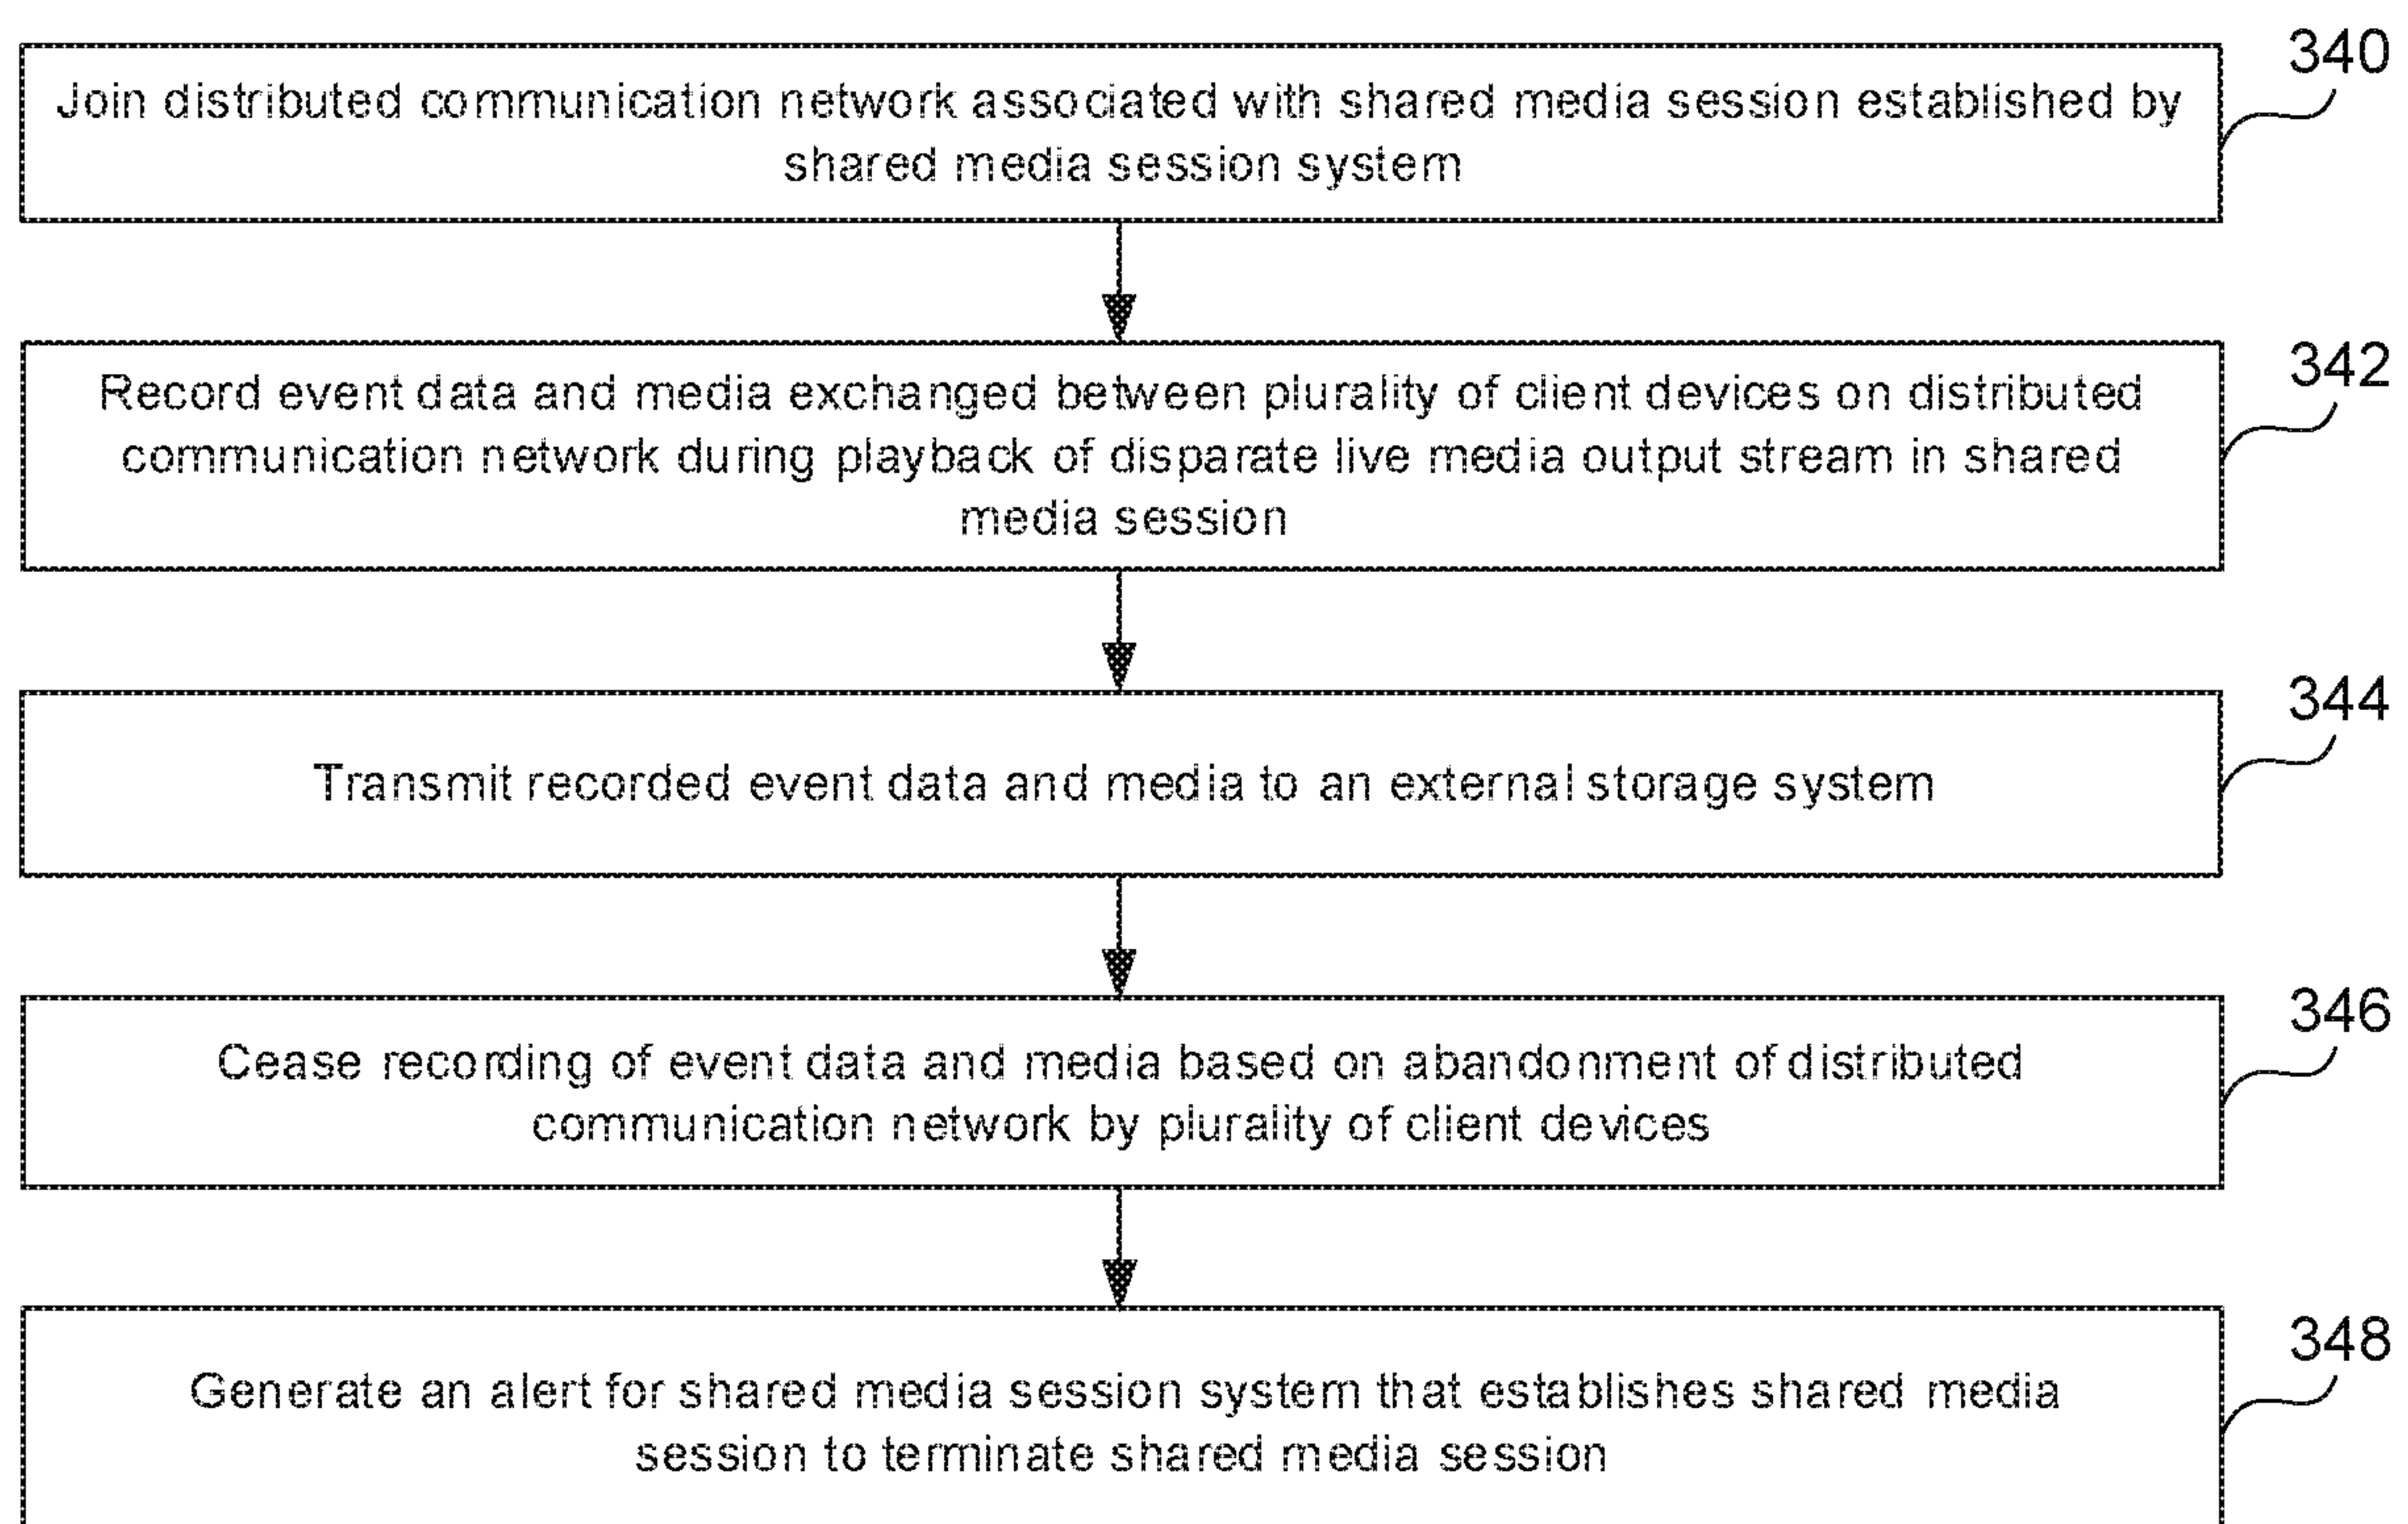 340
Join distributed communication network associated with shared media session established by
shared media session system
342
Record event data and media exchanged between plurality of client devices on distributed
communication network during playback of disparate live media output stream in shared
media session
344
Transmit recorded event data and media to an external storage system
346
Cease recording of event data and media based on abandonment of distributed
communication network by plurality of client devices
348
Generate an alert for shared media session system that establishes shared media
session to terminate shared media session